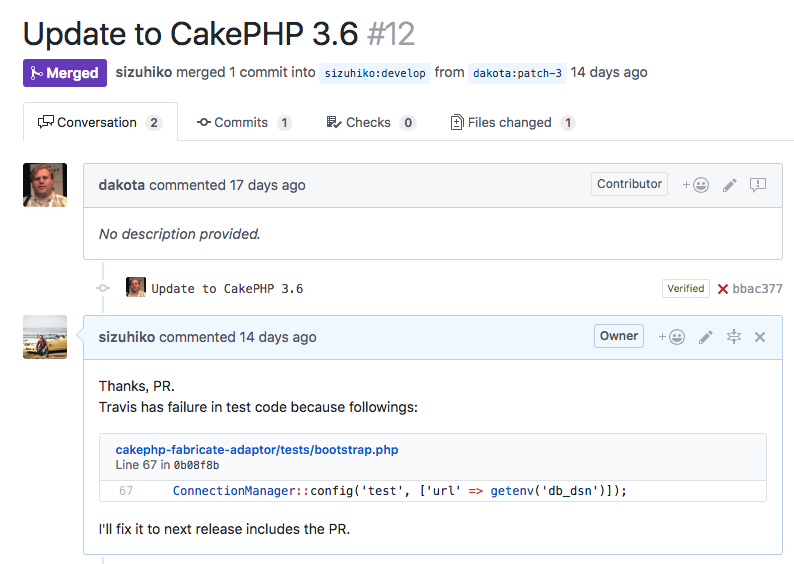 Update to CakePHP 3.6 #12
Merged sizuhiko merged 1 commit into sizuhiko:develop from dakota:patch-3 14 days ago
Conversation 2 Commits 1 Checks 0 Files changed 1
dakota commented 17 days ago Contributor
No description provided.
Update to CakePHP 3.6 Verified bbac377
sizuhiko commented 14 days ago Owner
Thanks, PR.
Travis has failure in test code because followings:
cakephp-fabricate-adaptor/tests/bootstrap.php
Line 67 in 0b08f8b
67 ConnectionManager::config('test', ['url' => getenv('db_dsn')]);
I'll fix it to next release includes the PR.